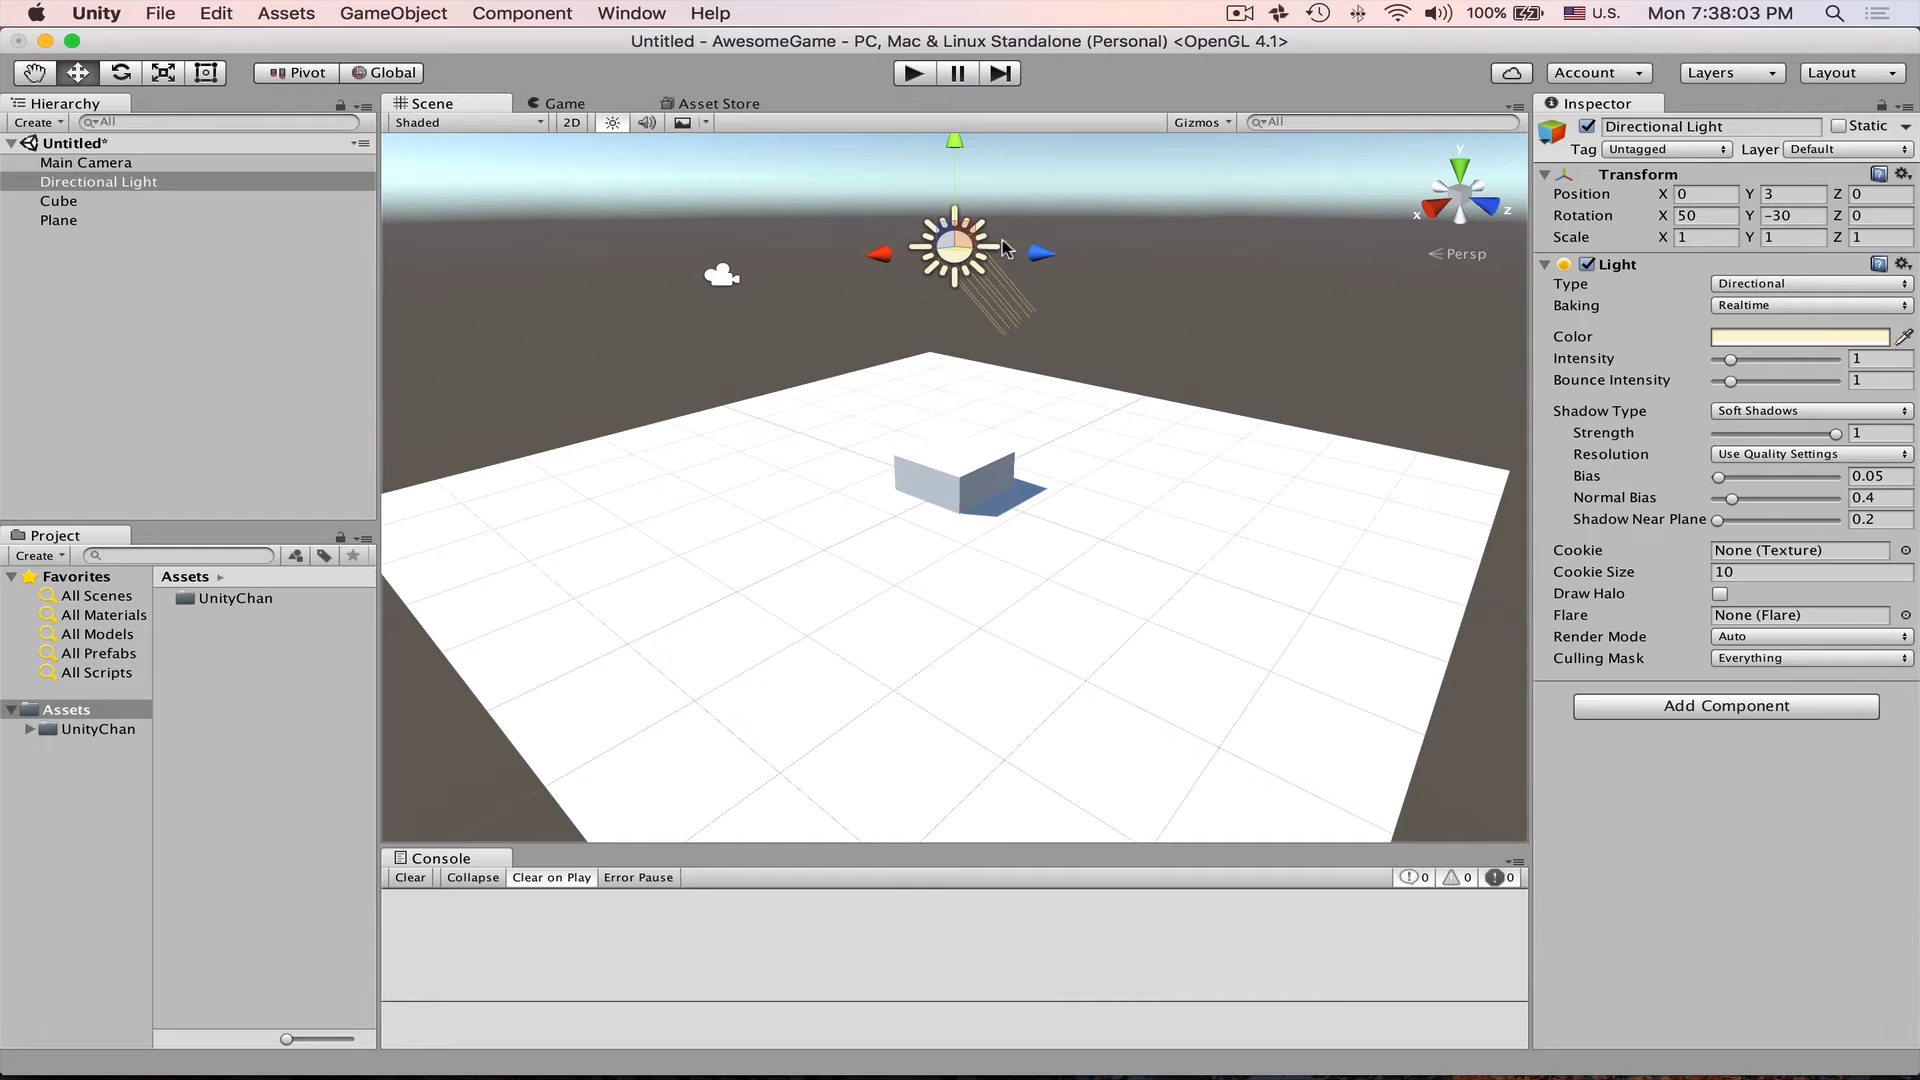 Unity File Edit Assets GameObject Component Window Help 100% U.S. Mon 7:38:03 PM
Untitled - AwesomeGame - PC, Mac & Linux Standalone (Personal) <OpenGL 4.1>
Pivot Global Account Layers Layout
Hierarchy
Create All
Untitled*
Main Camera
Directional Light
Cube
Plane
Scene Game Asset Store
Shaded 2D Gizmos All
y
x
z
Persp
Inspector
Directional Light Static
Tag Untagged Layer Default
Transform
Position X 0 Y 3 Z 0
Rotation X 50 Y -30 Z 0
Scale X 1 Y 1 Z 1
Light
Type Directional
Baking Realtime
Color
Intensity 1
Bounce Intensity 1
Shadow Type Soft Shadows
Strength 1
Resolution Use Quality Settings
Bias 0.05
Normal Bias 0.4
Shadow Near Plane 0.2
Cookie None (Texture)
Cookie Size 10
Draw Halo
Flare None (Flare)
Render Mode Auto
Culling Mask Everything
Add Component
Project
Create
Favorites
All Scenes
All Materials
All Models
All Prefabs
All Scripts
Assets
UnityChan
Assets
UnityChan
Console
Clear Collapse Clear on Play Error Pause 0 0 0